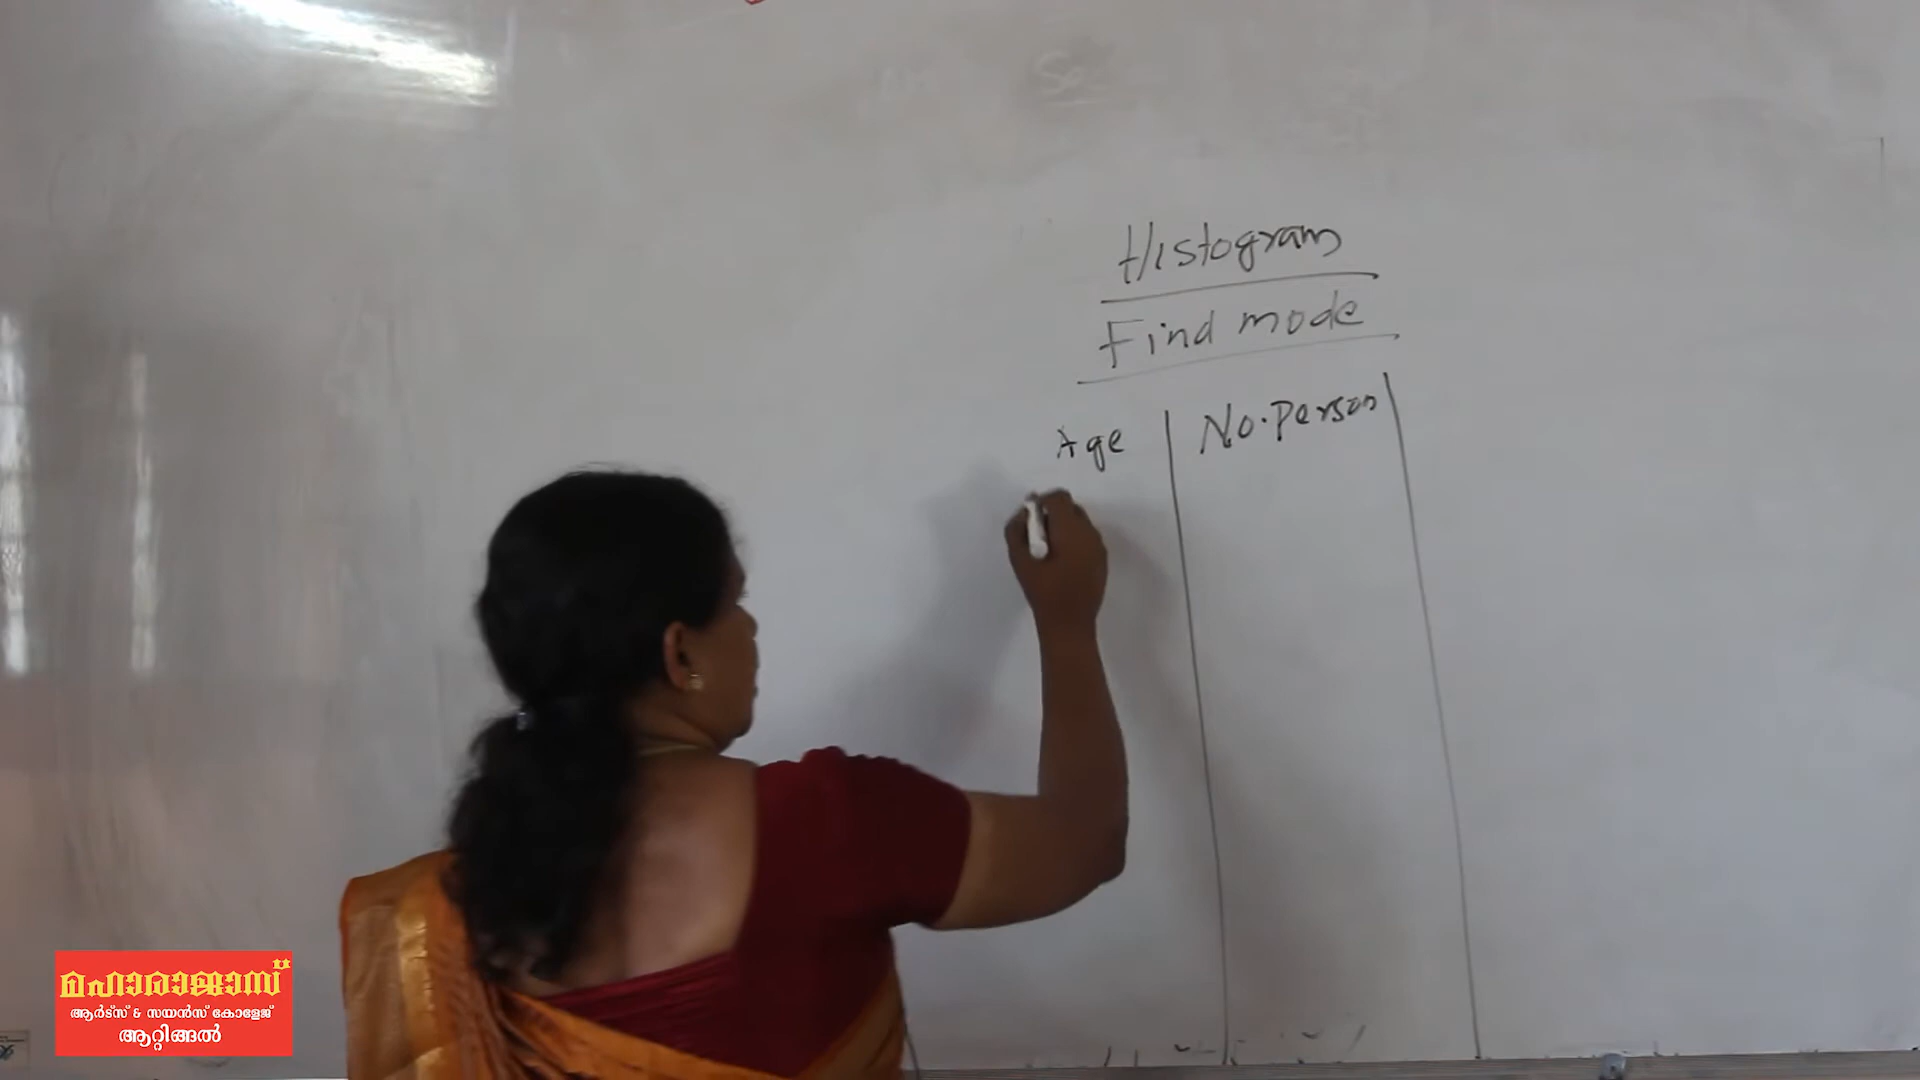 Histogram
Find mode
Age No. Person
മഹാരാജാസ്
ആർട്സ് & സയൻസ് കോളേജ്
ആറ്റിങ്ങൽ